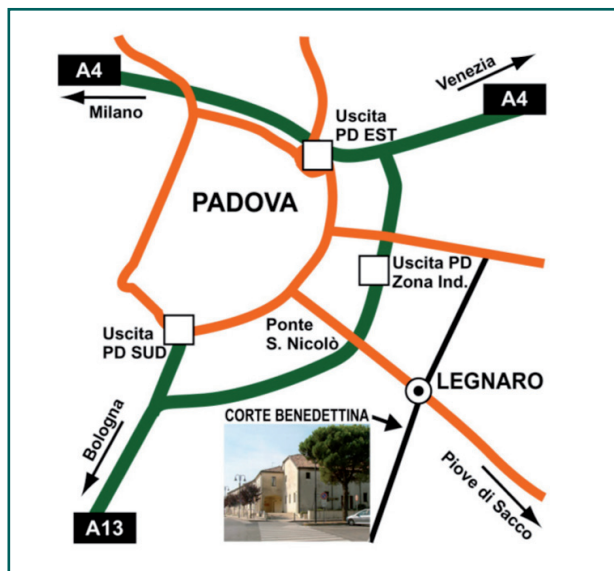 A4
Milano
Venezia
A4
Uscita
PD EST
PADOVA
Uscita PD
Zona Ind.
Uscita
PD SUD
Ponte
S. Nicolò
LEGNARO
CORTE BENEDETTINA
Bologna
Piove di Sacco
A13